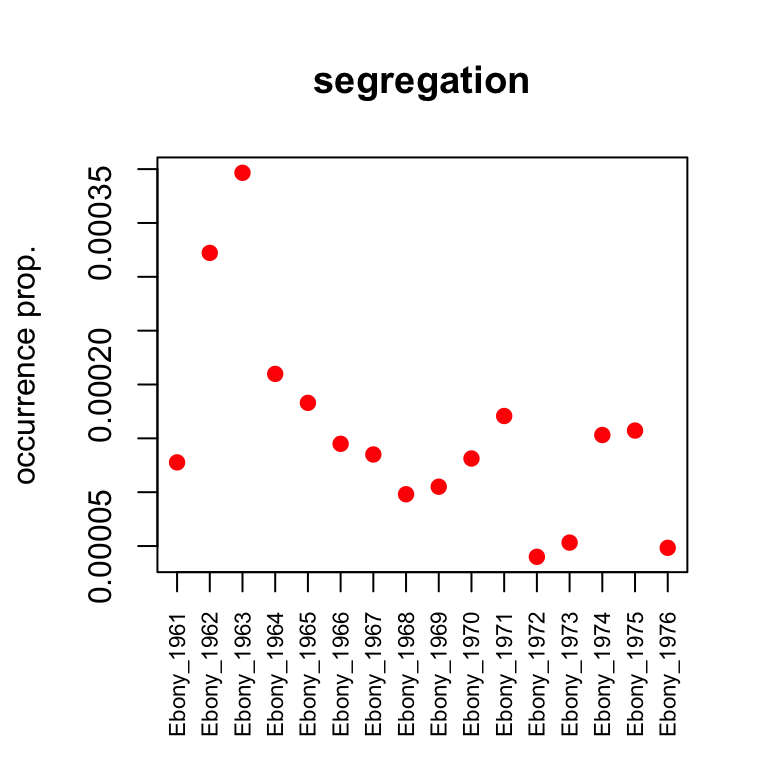 segregation
occurrence prop.
0.00035
0.00020
0.00005
Ebony_1961
Ebony_1962
Ebony_1963
Ebony_1964
Ebony_1965
Ebony_1966
Ebony_1967
Ebony_1968
Ebony_1969
Ebony_1970
Ebony_1971
Ebony_1972
Ebony_1973
Ebony_1974
Ebony_1975
Ebony_1976